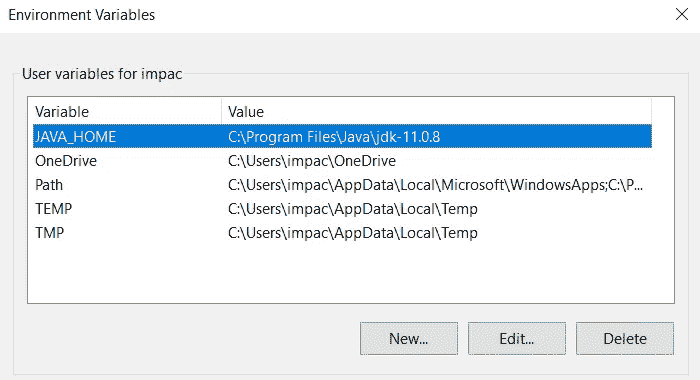 Environment Variables
User variables for impac
Variable Value
JAVA_HOME C:\Program Files\Java\jdk-11.0.8
OneDrive C:\Users\impac\OneDrive
Path C:\Users\impac\AppData\Local\Microsoft\WindowsApps;C:\P...
TEMP C:\Users\impac\AppData\Local\Temp
TMP C:\Users\impac\AppData\Local\Temp
New... Edit... Delete